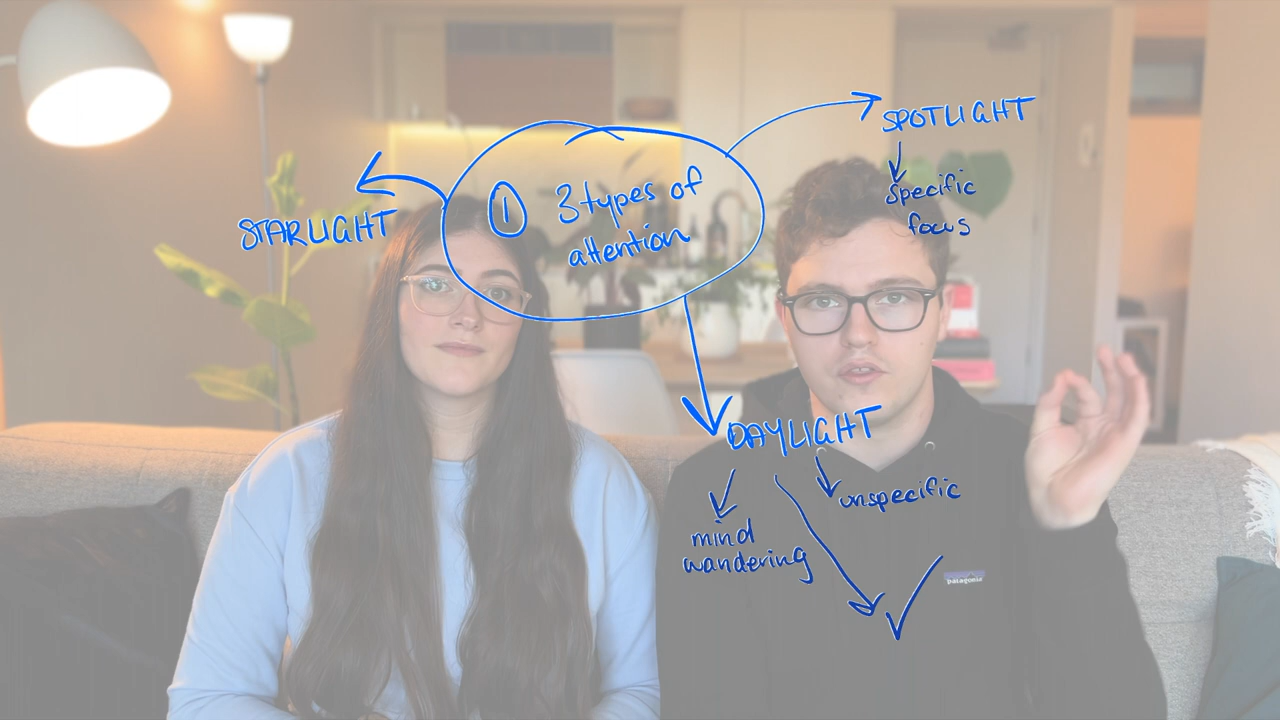 SPOTLIGHT
① 3 types of
attention
specific
focus
STARLIGHT
DAYLIGHT
unspecific
mind
wandering
patagonia